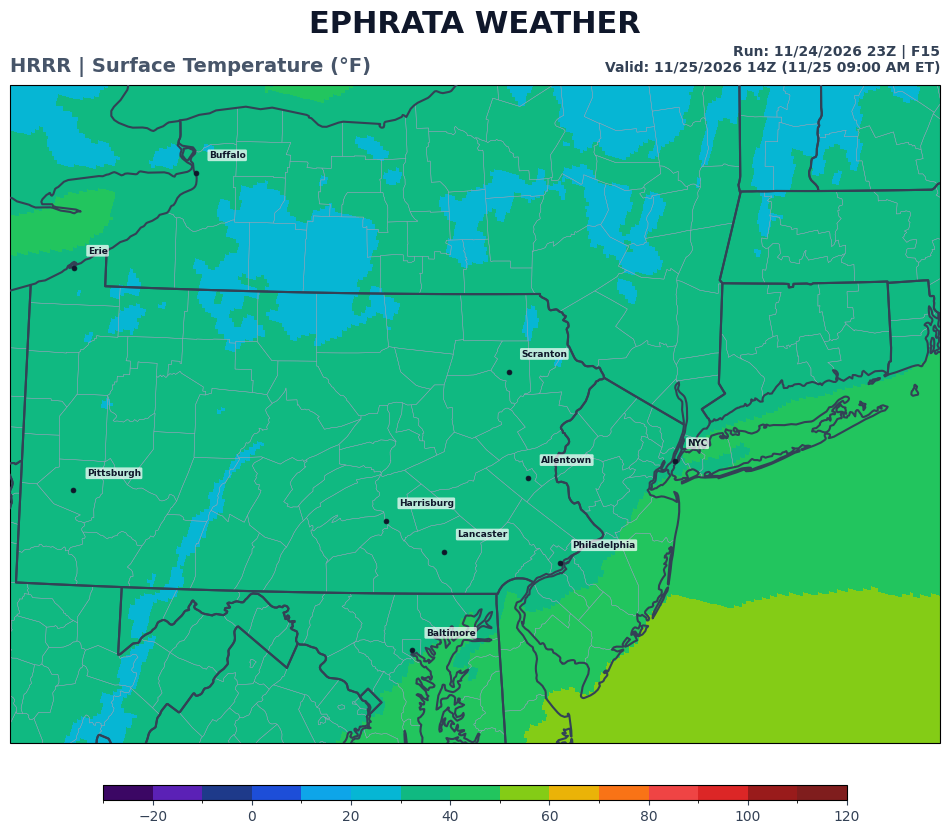 EPHRATA WEATHER
HRRR | Surface Temperature (°F)
Run: 11/24/2026 23Z | F15
Valid: 11/25/2026 14Z (11/25 09:00 AM ET)
Buffalo
Erie
Scranton
NYC
Allentown
Pittsburgh
Harrisburg
Lancaster
Philadelphia
Baltimore
−20 0 20 40 60 80 100 120